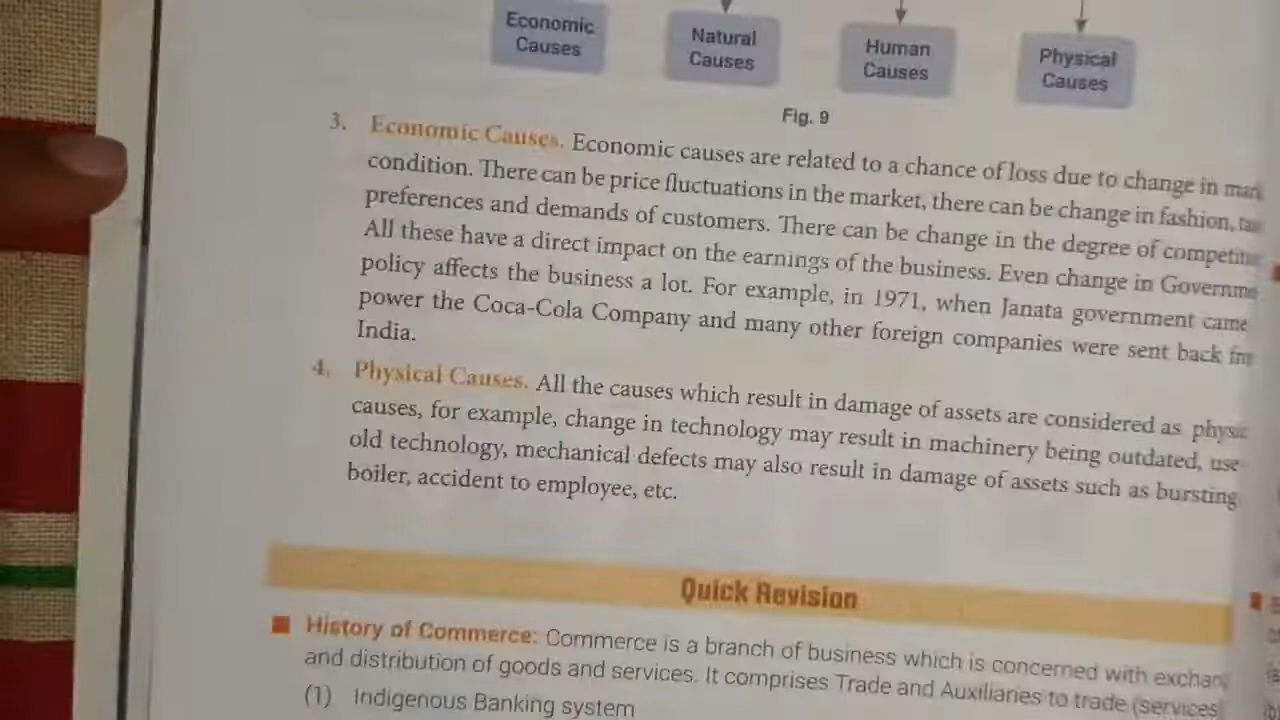 Economic
Causes
Natural
Causes
Human
Causes
Physical
Causes
Fig. 9
3. Economic Causes. Economic causes are related to a chance of loss due to change in
condition. There can be price fluctuations in the market, there can be change in fashion,
preferences and demands of customers. There can be change in the degree of
All these have a direct impact on the earnings of the business. Even change in
policy affects the business a lot. For example, in 1971, when Janata government came
power the Coca-Cola Company and many other foreign companies were sent back
India.
4. Physical Causes. All the causes which result in damage of assets are considered as
causes, for example, change in technology may result in machinery being outdated, use
old technology, mechanical defects may also result in damage of assets such as bursting
boiler, accident to employee, etc.
Quick Revision
History of Commerce: Commerce is a branch of business which is concerned with
and distribution of goods and services. It comprises Trade and Auxiliaries to trade (services
(1) Indigenous Banking system